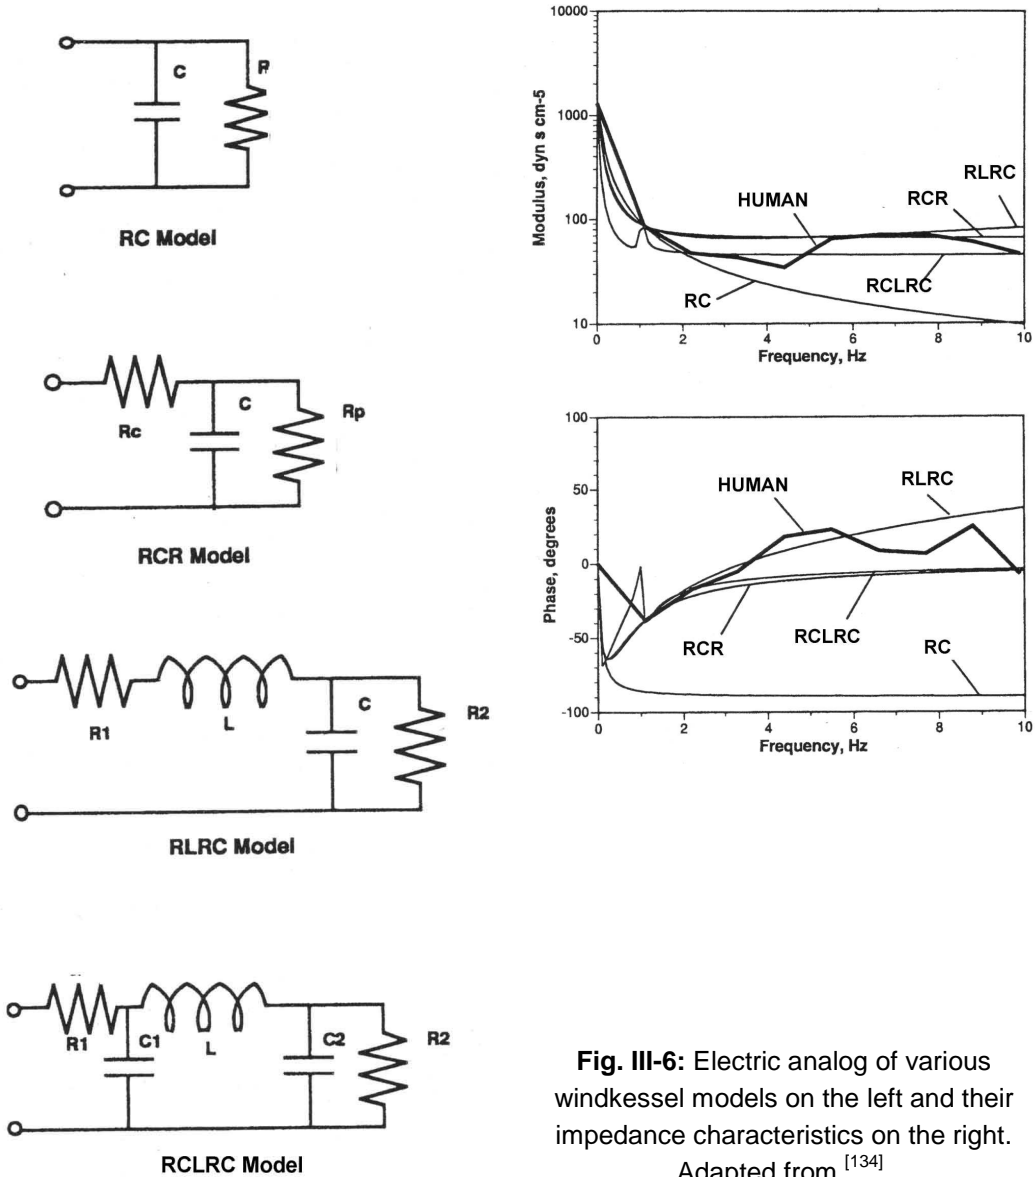 C
R
RC Model
Rc
C
Rp
RCR Model
R1
L
C
R2
RLRC Model
R1
C1
L
C2
R2
RCLRC Model
10000
1000
100
10
Modulus, dyn s cm-5
HUMAN
RLRC
RCR
RCLRC
RC
0 2 4 6 8 10
Frequency, Hz
100
50
0
-50
-100
Phase, degrees
HUMAN
RLRC
RCR
RCLRC
RC
0 2 4 6 8 10
Frequency, Hz
Fig. III-6: Electric analog of various
windkessel models on the left and their
impedance characteristics on the right.
Adapted from [134]